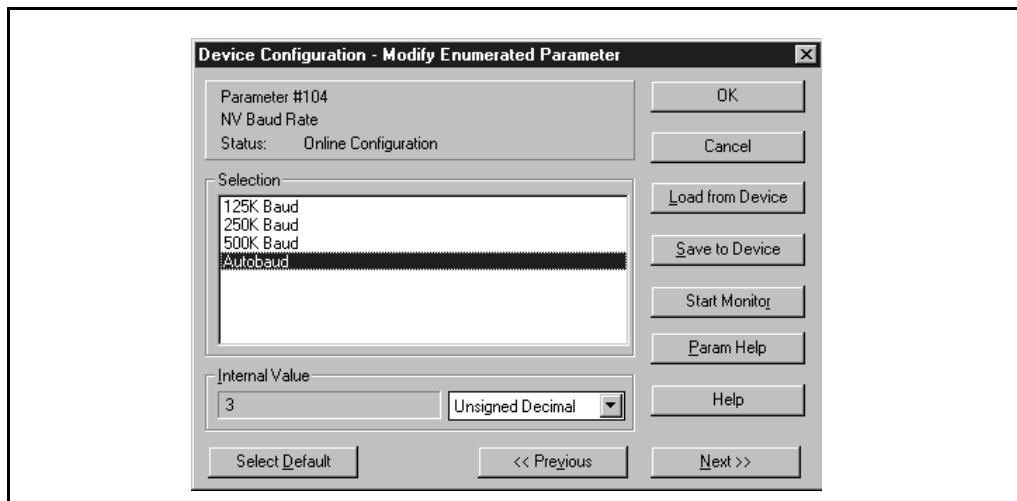 Device Configuration - Modify Enumerated Parameter
Parameter #104
NV Baud Rate
Status: Online Configuration
Selection
125K Baud
250K Baud
500K Baud
Autobaud
Internal Value
3
Unsigned Decimal
Select Default
<< Previous
Next >>
OK
Cancel
Load from Device
Save to Device
Start Monitor
Param Help
Help